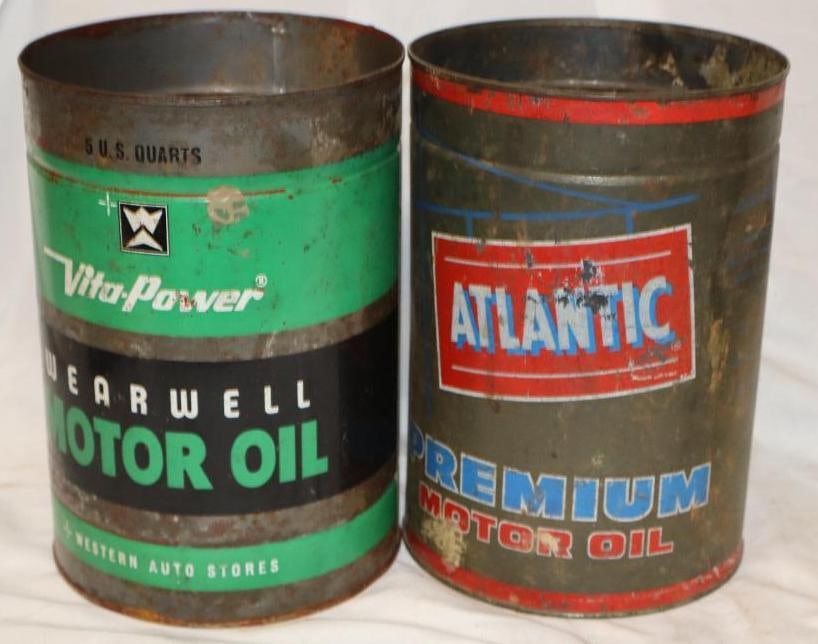 5 U.S. QUARTS
W
Vita-Power®
WEARWELL
MOTOR OIL
WESTERN AUTO STORES
ATLANTIC
PREMIUM
MOTOR OIL